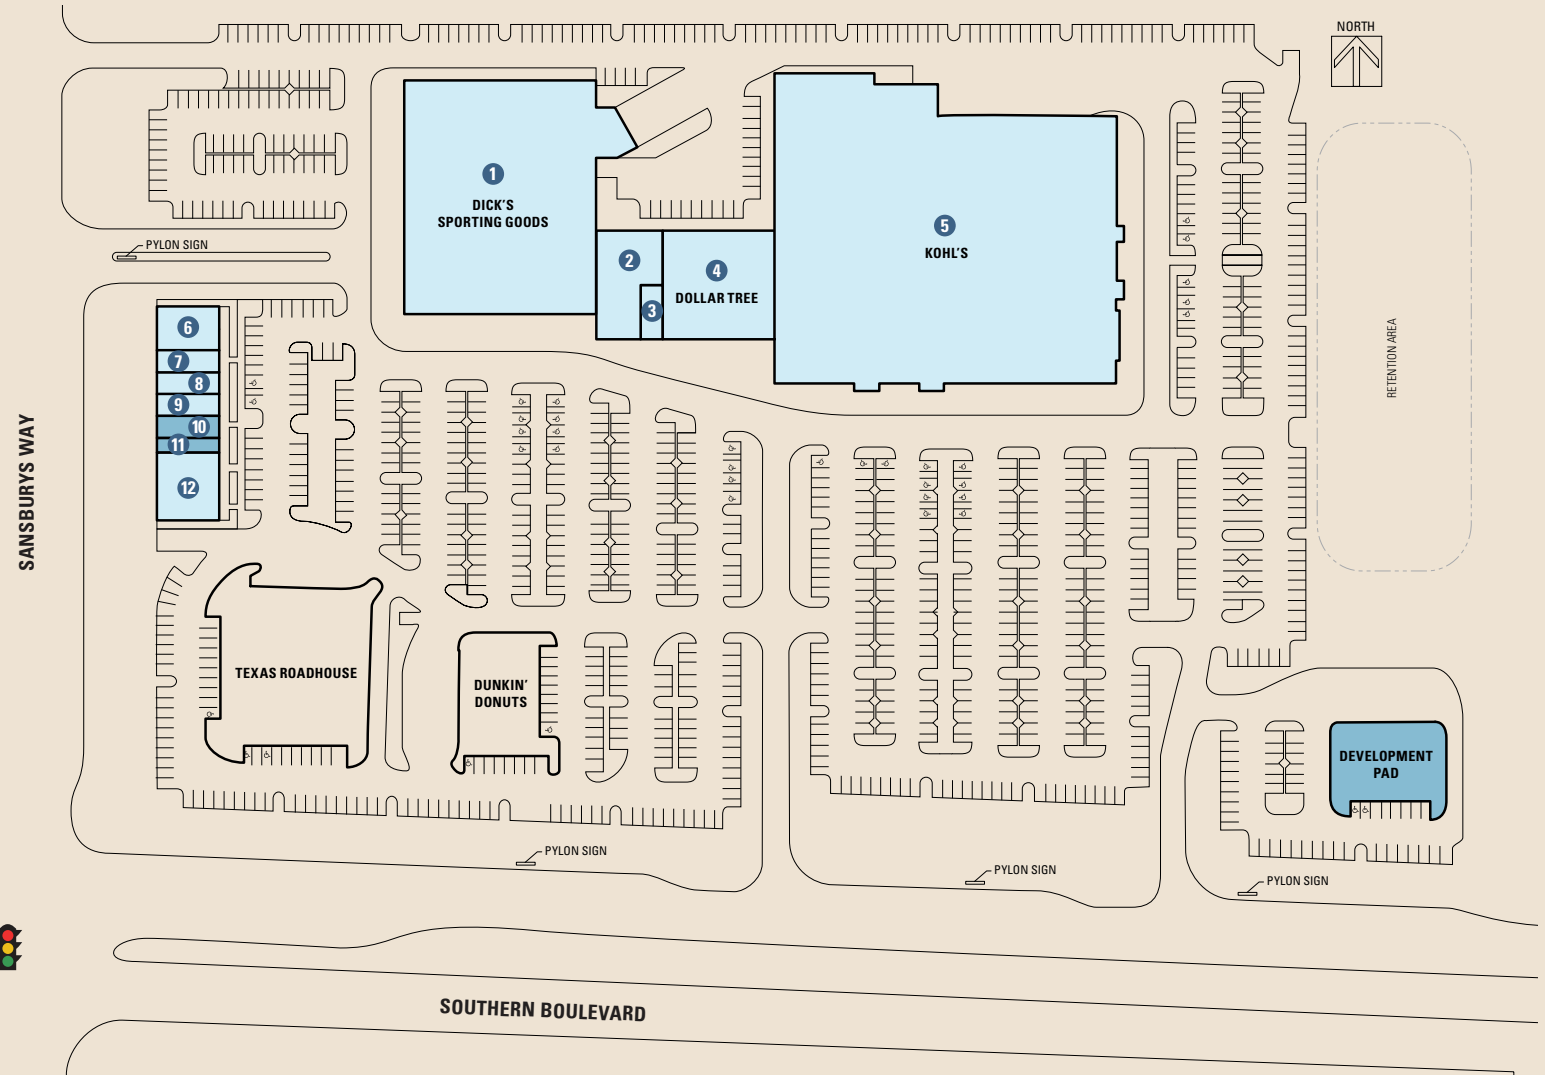 NORTH
1
DICK'S
SPORTING GOODS
PYLON SIGN
2
3
4
DOLLAR TREE
5
KOHL'S
6
7
8
9
10
11
12
RETENTION AREA
SANSBURYS WAY
TEXAS ROADHOUSE
DUNKIN'
DONUTS
DEVELOPMENT
PAD
PYLON SIGN
PYLON SIGN
PYLON SIGN
SOUTHERN BOULEVARD